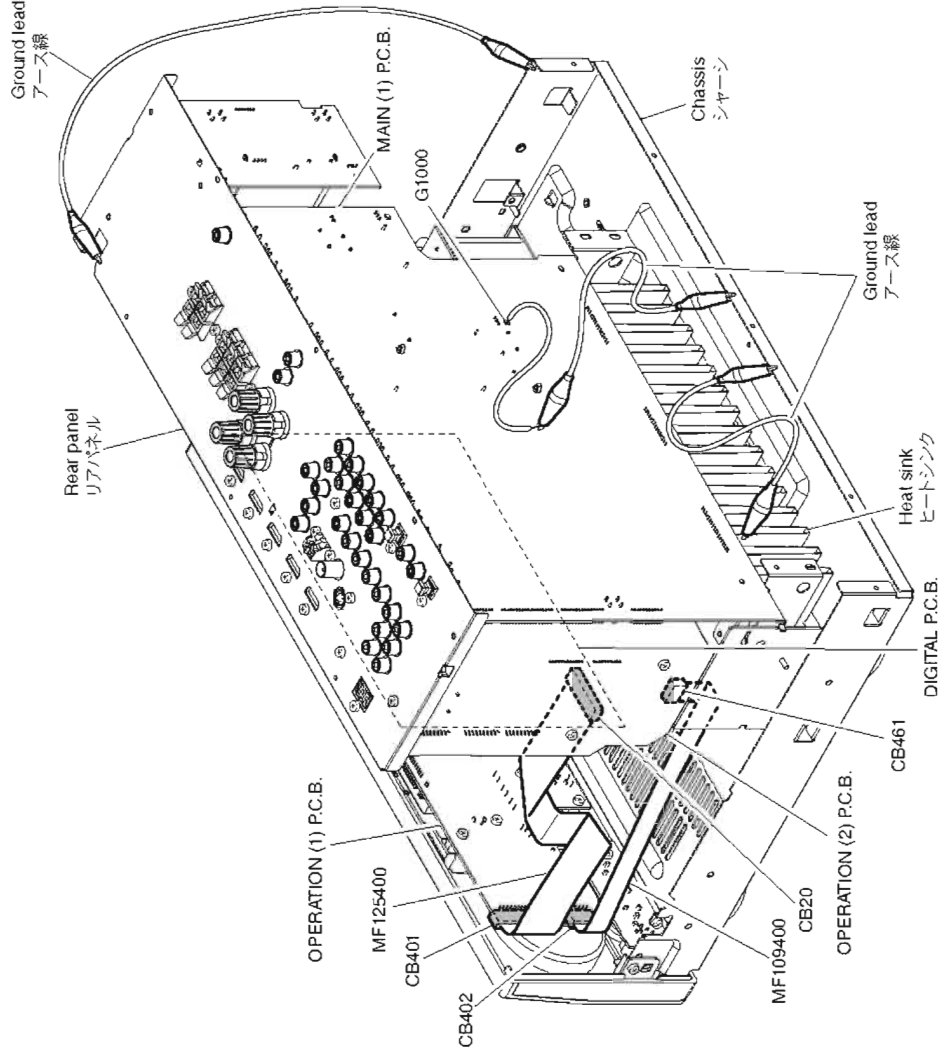 Ground lead
アース線
Rear panel
リアパネル
MAIN (1) P.C.B.
G1000
Chassis
シャーシ
Ground lead
アース線
Heat sink
ヒートシンク
DIGITAL P.C.B.
CB461
OPERATION (2) P.C.B.
CB20
MF109400
CB402
CB401
MF125400
OPERATION (1) P.C.B.